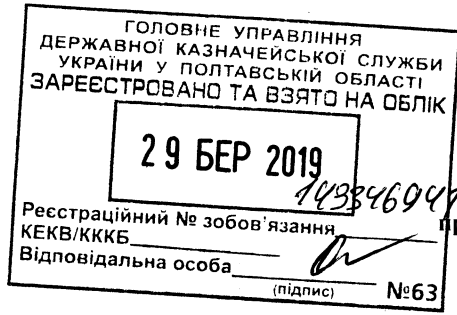 ГОЛОВНЕ УПРАВЛІННЯ
ДЕРЖАВНОЇ КАЗНАЧЕЙСЬКОЇ СЛУЖБИ
УКРАЇНИ У ПОЛТАВСЬКІЙ ОБЛАСТІ
ЗАРЕЄСТРОВАНО ТА ВЗЯТО НА ОБЛІК
29 БЕР 2019
Реєстраційний № зобов'язання
КЕКВ/КККБ
Відповідальна особа
(підпис) №63